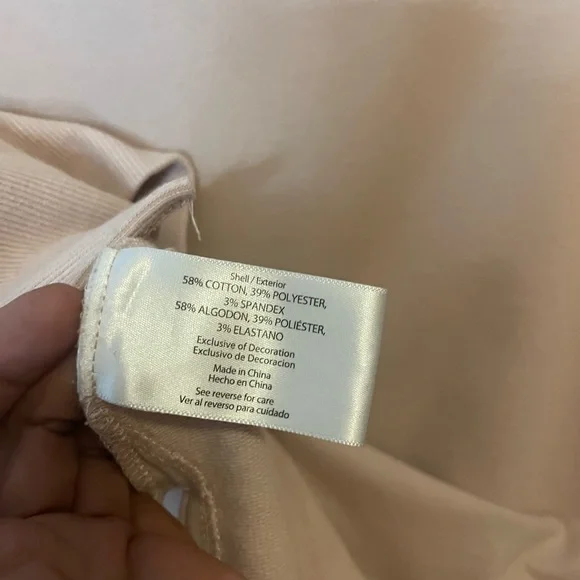 Shell / Exterior
58% COTTON, 39% POLYESTER,
3% SPANDEX
58% ALGODON, 39% POLIÉSTER,
3% ELASTANO
Exclusive of Decoration
Exclusivo de Decoracion
Made in China
Hecho en China
See reverse for care
Ver al reverso para cuidado